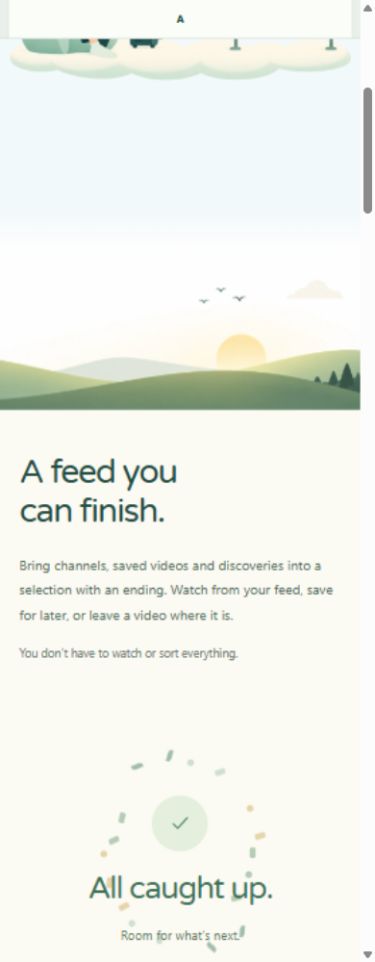 A
A feed you
can finish.
Bring channels, saved videos and discoveries into a
selection with an ending. Watch from your feed, save
for later, or leave a video where it is.
You don't have to watch or sort everything.
All caught up.
Room for what's next.